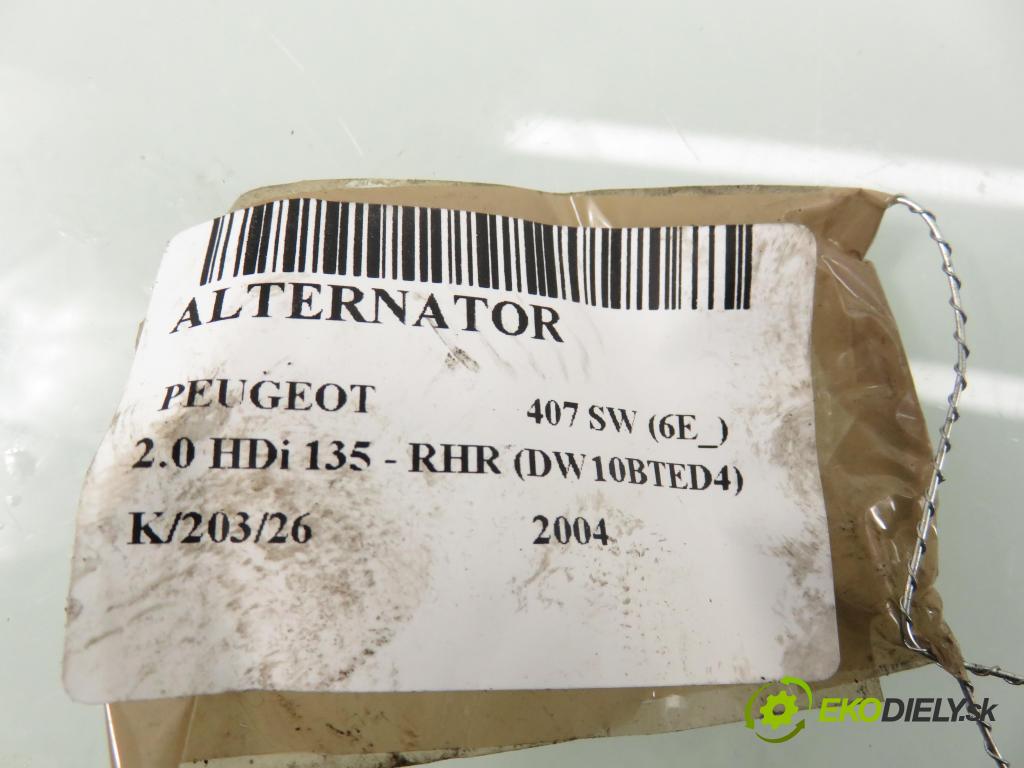 ALTERNATOR
PEUGEOT 407 SW (6E_)
2.0 HDi 135 - RHR (DW10BTED4)
K/203/26 2004
EKODIELY.sk